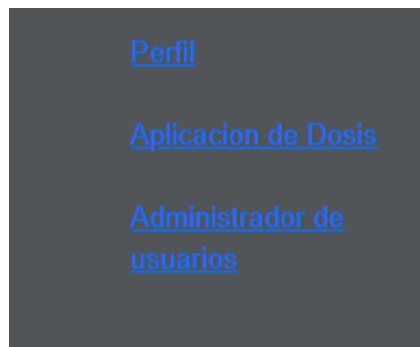 Perfil
Aplicacion de Dosis
Administrador de
usuarios